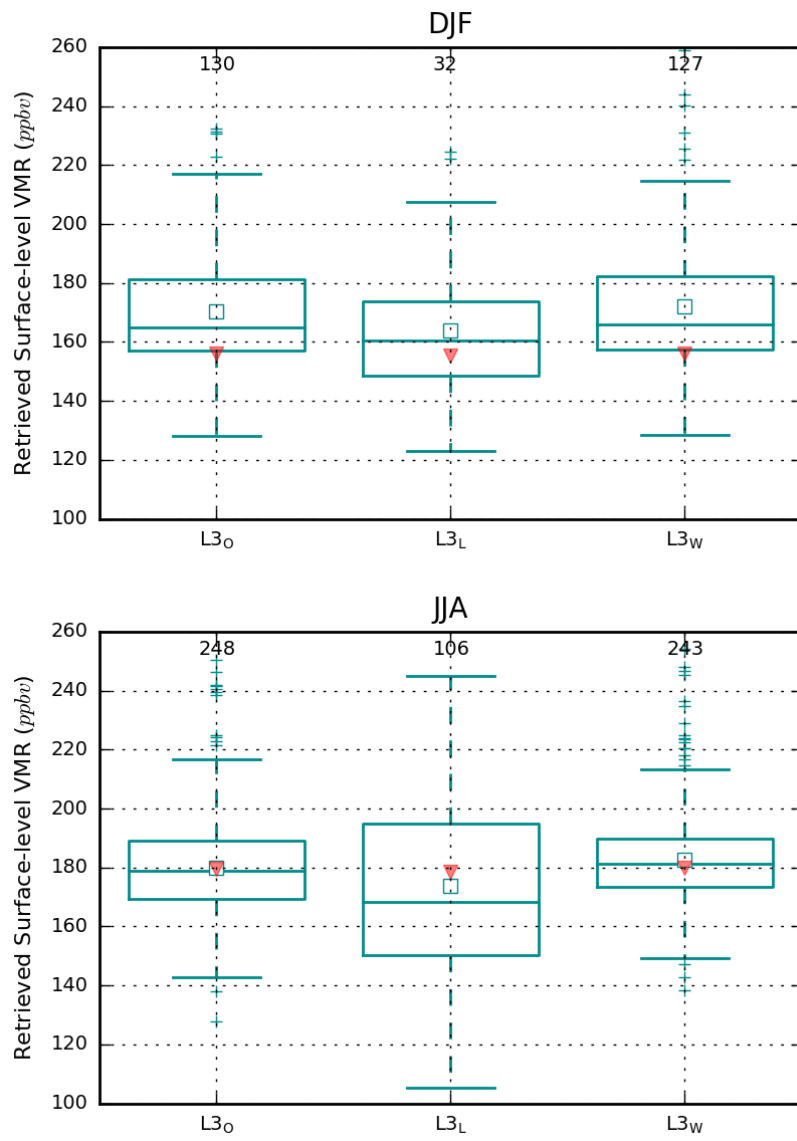 DJF
260
240
220
200
180
160
140
120
100
130
32
127
Retrieved Surface-level VMR (ppbv)
L3O
L3L
L3W
JJA
260
240
220
200
180
160
140
120
100
248
106
243
Retrieved Surface-level VMR (ppbv)
L3O
L3L
L3W